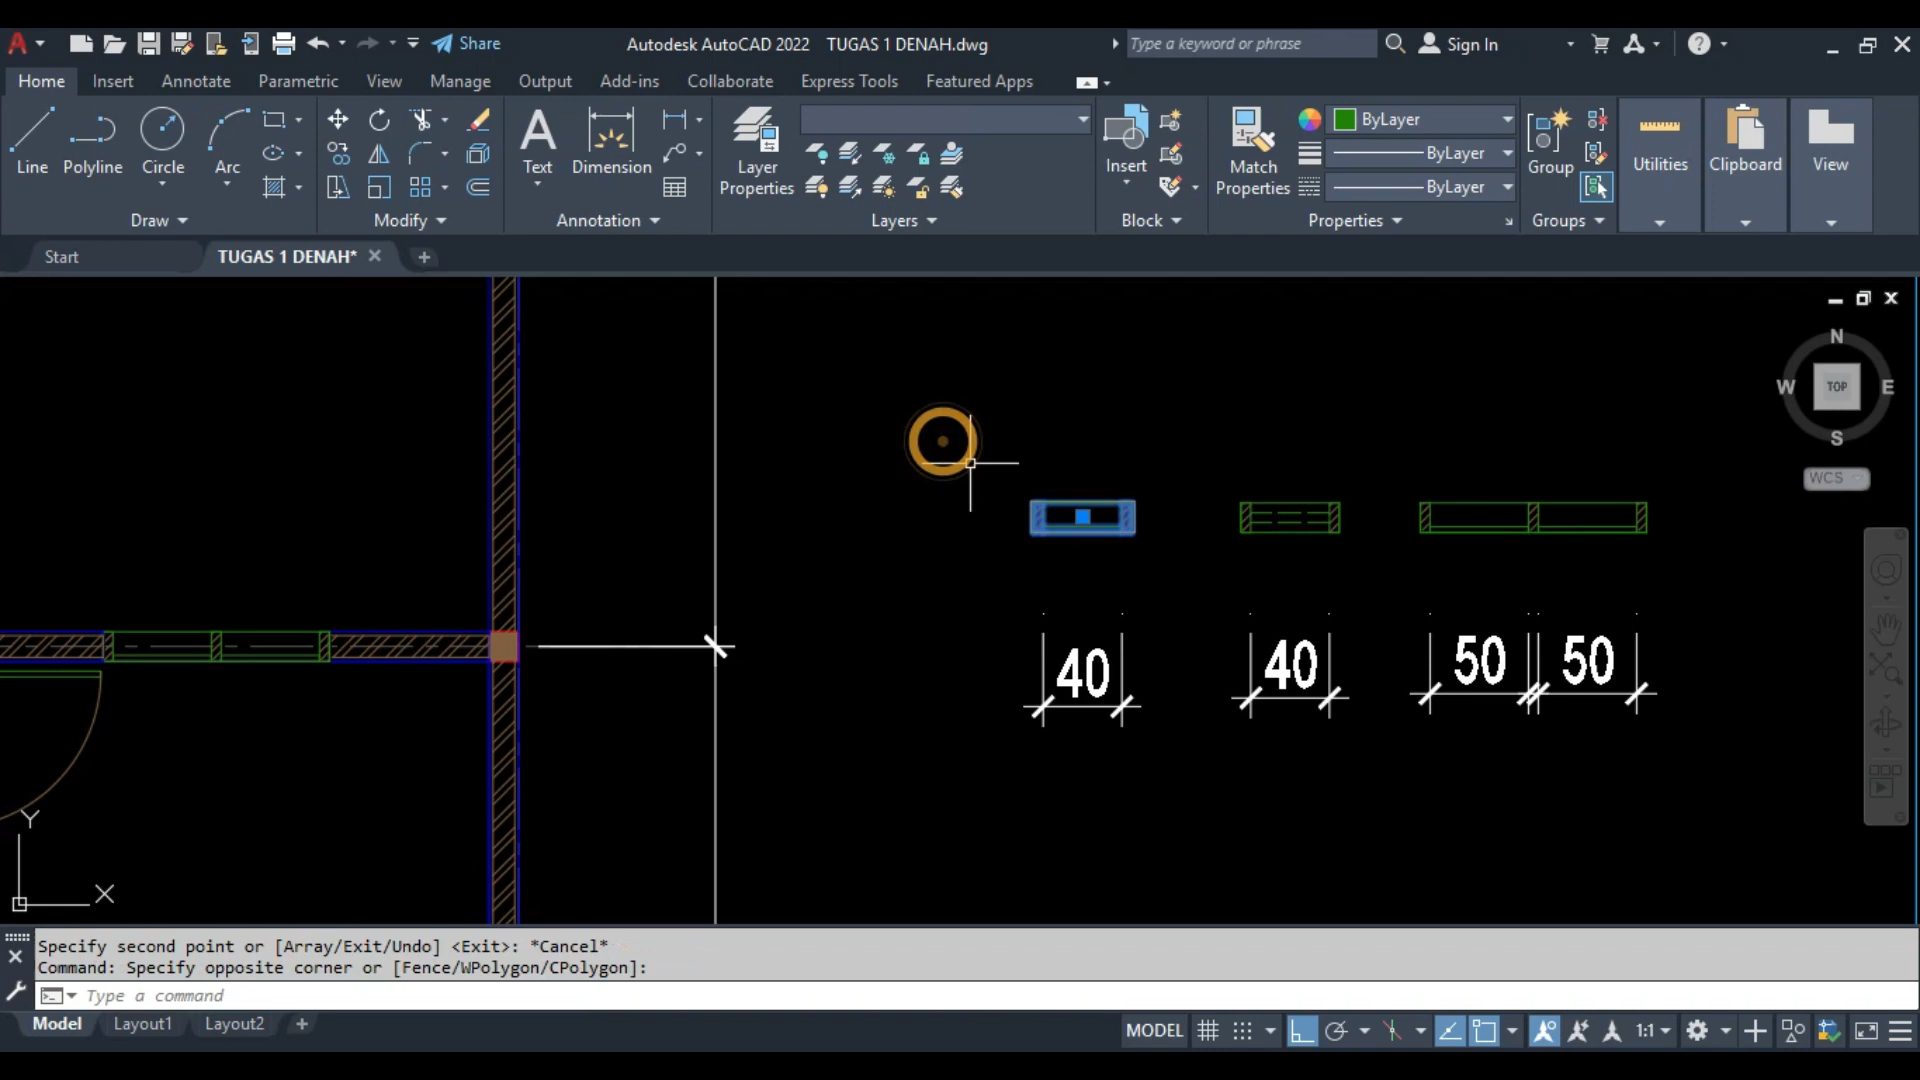 Share
Autodesk AutoCAD 2022 TUGAS 1 DENAH.dwg
Type a keyword or phrase
Sign In
Home Insert Annotate Parametric View Manage Output Add-ins Collaborate Express Tools Featured Apps
Line Polyline Circle Arc
Draw
Modify
Text Dimension
Annotation
Layer Properties
Layers
Insert
Block
Match Properties
ByLayer
ByLayer
ByLayer
Properties
Group
Groups
Utilities
Clipboard
View
Start
TUGAS 1 DENAH*
N
W TOP E
S
WCS
40 40 50 50
Y
X
Specify second point or [Array/Exit/Undo] <Exit>: *Cancel*
Command: Specify opposite corner or [Fence/WPolygon/CPolygon]:
Type a command
Model Layout1 Layout2
MODEL
1:1